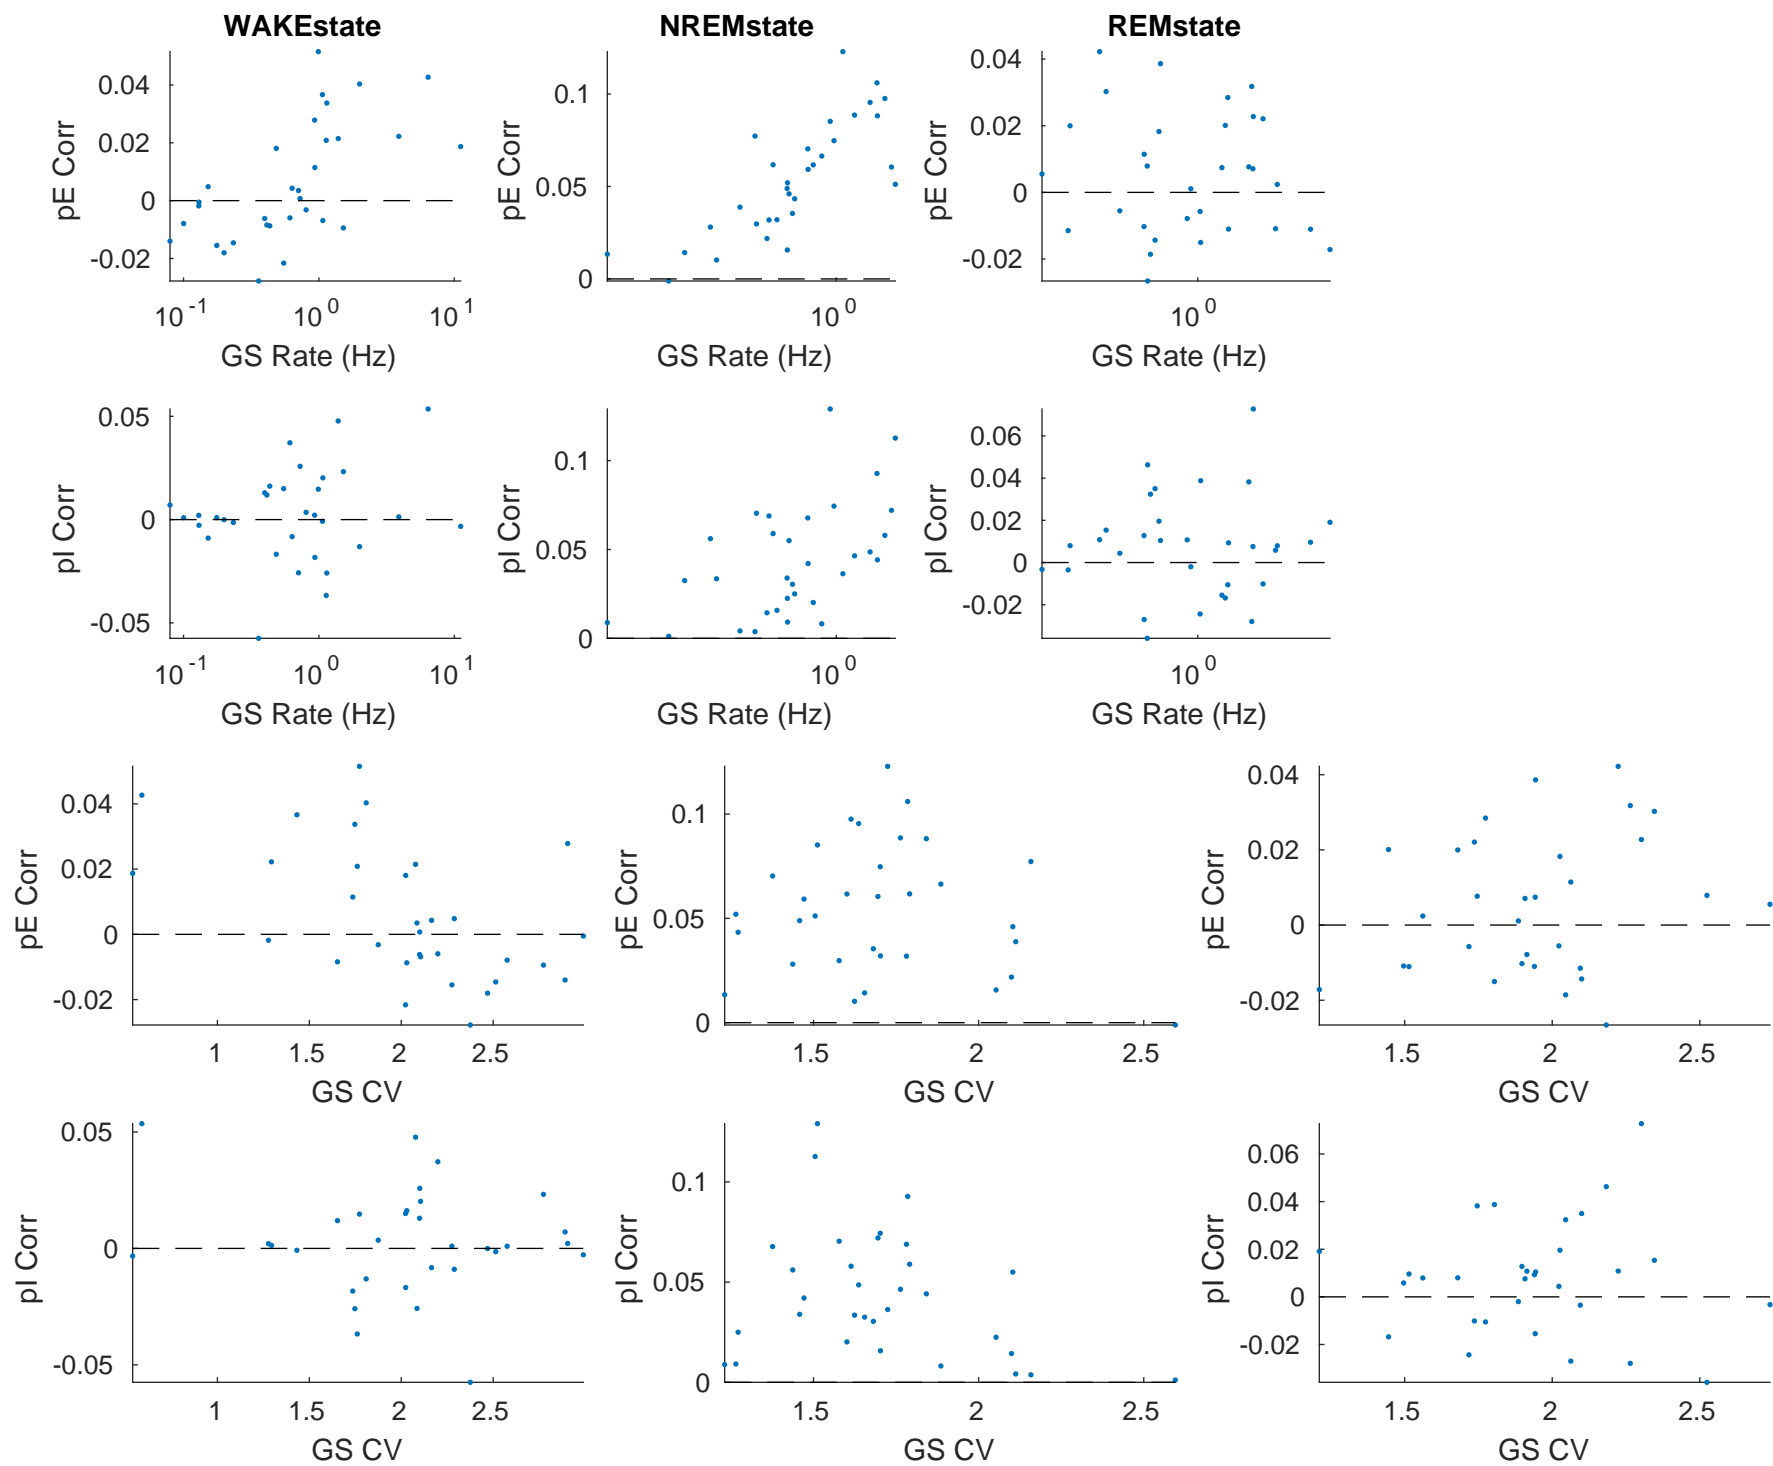 WAKEstate NREMstate REMstate
pE Corr 0.04 0.02 0 -0.02
pE Corr 0.1 0.05 0
pE Corr 0.04 0.02 0 -0.02
10^-1 10^0 10^1 10^0 10^0
GS Rate (Hz) GS Rate (Hz) GS Rate (Hz)
pI Corr 0.05 0 -0.05
pI Corr 0.1 0.05 0
pI Corr 0.06 0.04 0.02 0 -0.02
10^-1 10^0 10^1 10^0 10^0
GS Rate (Hz) GS Rate (Hz) GS Rate (Hz)
pE Corr 0.04 0.02 0 -0.02
pE Corr 0.1 0.05 0
pE Corr 0.04 0.02 0 -0.02
1 1.5 2 2.5 1.5 2 2.5 1.5 2 2.5
GS CV GS CV GS CV
pI Corr 0.05 0 -0.05
pI Corr 0.1 0.05 0
pI Corr 0.06 0.04 0.02 0 -0.02
1 1.5 2 2.5 1.5 2 2.5 1.5 2 2.5
GS CV GS CV GS CV